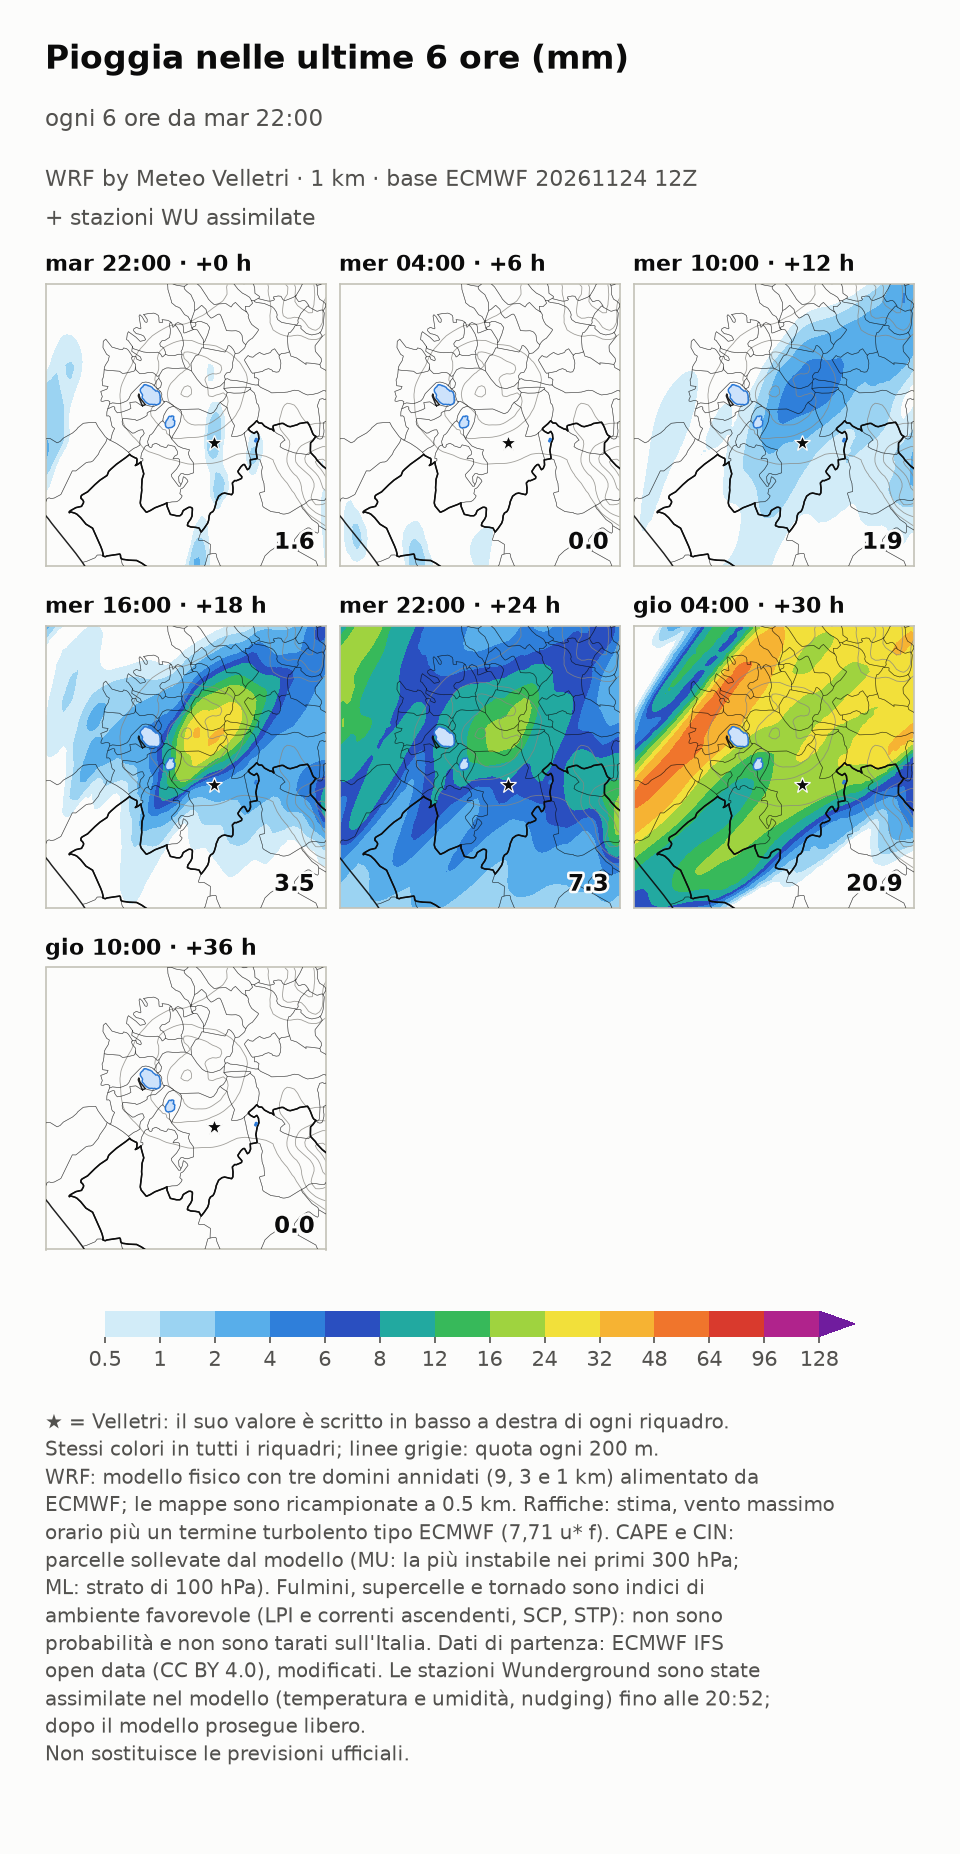 Pioggia nelle ultime 6 ore (mm)
ogni 6 ore da mar 22:00
WRF by Meteo Velletri · 1 km · base ECMWF 20261124 12Z
+ stazioni WU assimilate
mar 22:00 · +0 h
mer 04:00 · +6 h
mer 10:00 · +12 h
1.6
0.0
1.9
mer 16:00 · +18 h
mer 22:00 · +24 h
gio 04:00 · +30 h
3.5
7.3
20.9
gio 10:00 · +36 h
0.0
0.5 1 2 4 6 8 12 16 24 32 48 64 96 128
★ = Velletri: il suo valore è scritto in basso a destra di ogni riquadro.
Stessi colori in tutti i riquadri; linee grigie: quota ogni 200 m.
WRF: modello fisico con tre domini annidati (9, 3 e 1 km) alimentato da
ECMWF; le mappe sono ricampionate a 0.5 km. Raffiche: stima, vento massimo
orario più un termine turbolento tipo ECMWF (7,71 u* f). CAPE e CIN:
parcelle sollevate dal modello (MU: la più instabile nei primi 300 hPa;
ML: strato di 100 hPa). Fulmini, supercelle e tornado sono indici di
ambiente favorevole (LPI e correnti ascendenti, SCP, STP): non sono
probabilità e non sono tarati sull'Italia. Dati di partenza: ECMWF IFS
open data (CC BY 4.0), modificati. Le stazioni Wunderground sono state
assimilate nel modello (temperatura e umidità, nudging) fino alle 20:52;
dopo il modello prosegue libero.
Non sostituisce le previsioni ufficiali.